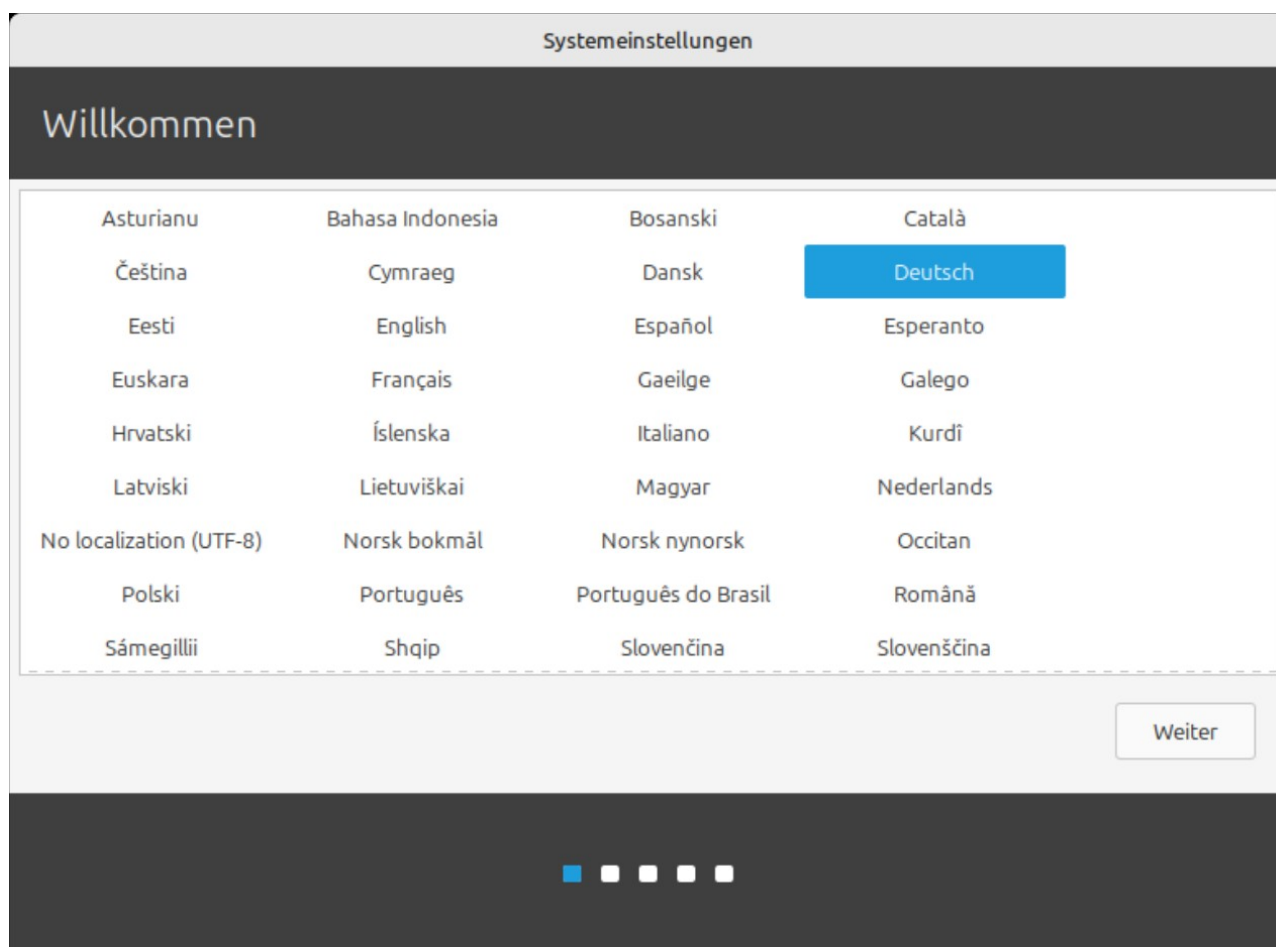 Systemeinstellungen
Willkommen
Asturianu Bahasa Indonesia Bosanski Català
Čeština Cymraeg Dansk Deutsch
Eesti English Español Esperanto
Euskara Français Gaeilge Galego
Hrvatski Íslenska Italiano Kurdî
Latviski Lietuviškai Magyar Nederlands
No localization (UTF-8) Norsk bokmål Norsk nynorsk Occitan
Polski Português Português do Brasil Română
Sámegillii Shqip Slovenčina Slovenščina
Weiter